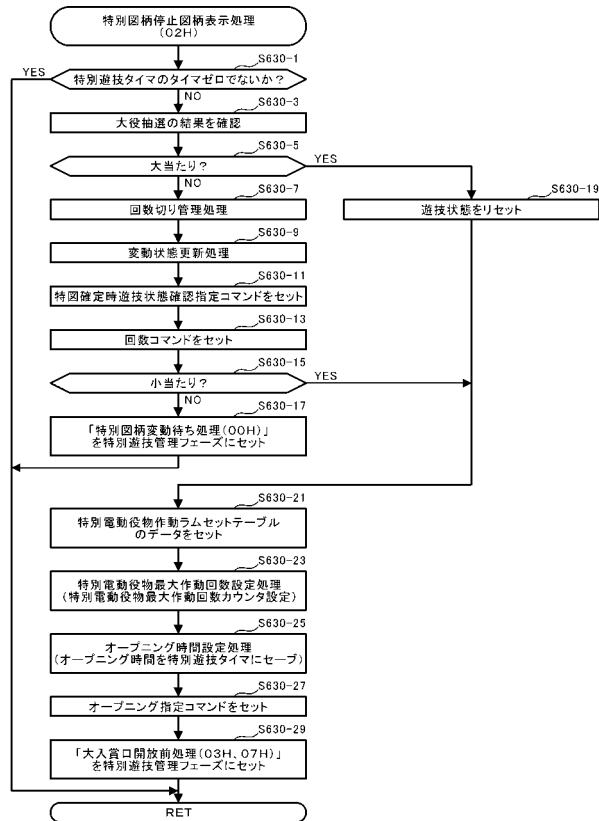 特別図柄停止図柄表示処理
(02H)
S630-1
YES
特別遊技タイマのタイマゼロでないか？
NO
S630-3
大役抽選の結果を確認
S630-5
大当たり？
YES
NO
S630-7
回数切り管理処理
S630-19
遊技状態をリセット
S630-9
変動状態更新処理
S630-11
特図確定時遊技状態確認指定コマンドをセット
S630-13
回数コマンドをセット
S630-15
小当たり？
YES
NO
S630-17
「特別図柄変動待ち処理(00H)」
を特別遊技管理フェーズにセット
S630-21
特別電動役物作動ラムセットテーブル
のデータをセット
S630-23
特別電動役物最大作動回数設定処理
(特別電動役物最大作動回数カウンタ設定)
S630-25
オープニング時間設定処理
(オープニング時間を特別遊技タイマにセーブ)
S630-27
オープニング指定コマンドをセット
S630-29
「大入賞口開放前処理(03H、07H)」
を特別遊技管理フェーズにセット
RET